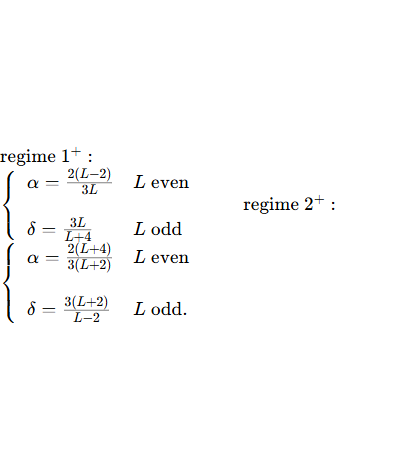 regime 1⁺ :
{ α = 2(L−2)/3L    L even
δ = 3L/L+4    L odd
regime 2⁺ :
{ α = 2(L+4)/3(L+2)    L even
δ = 3(L+2)/L−2    L odd.